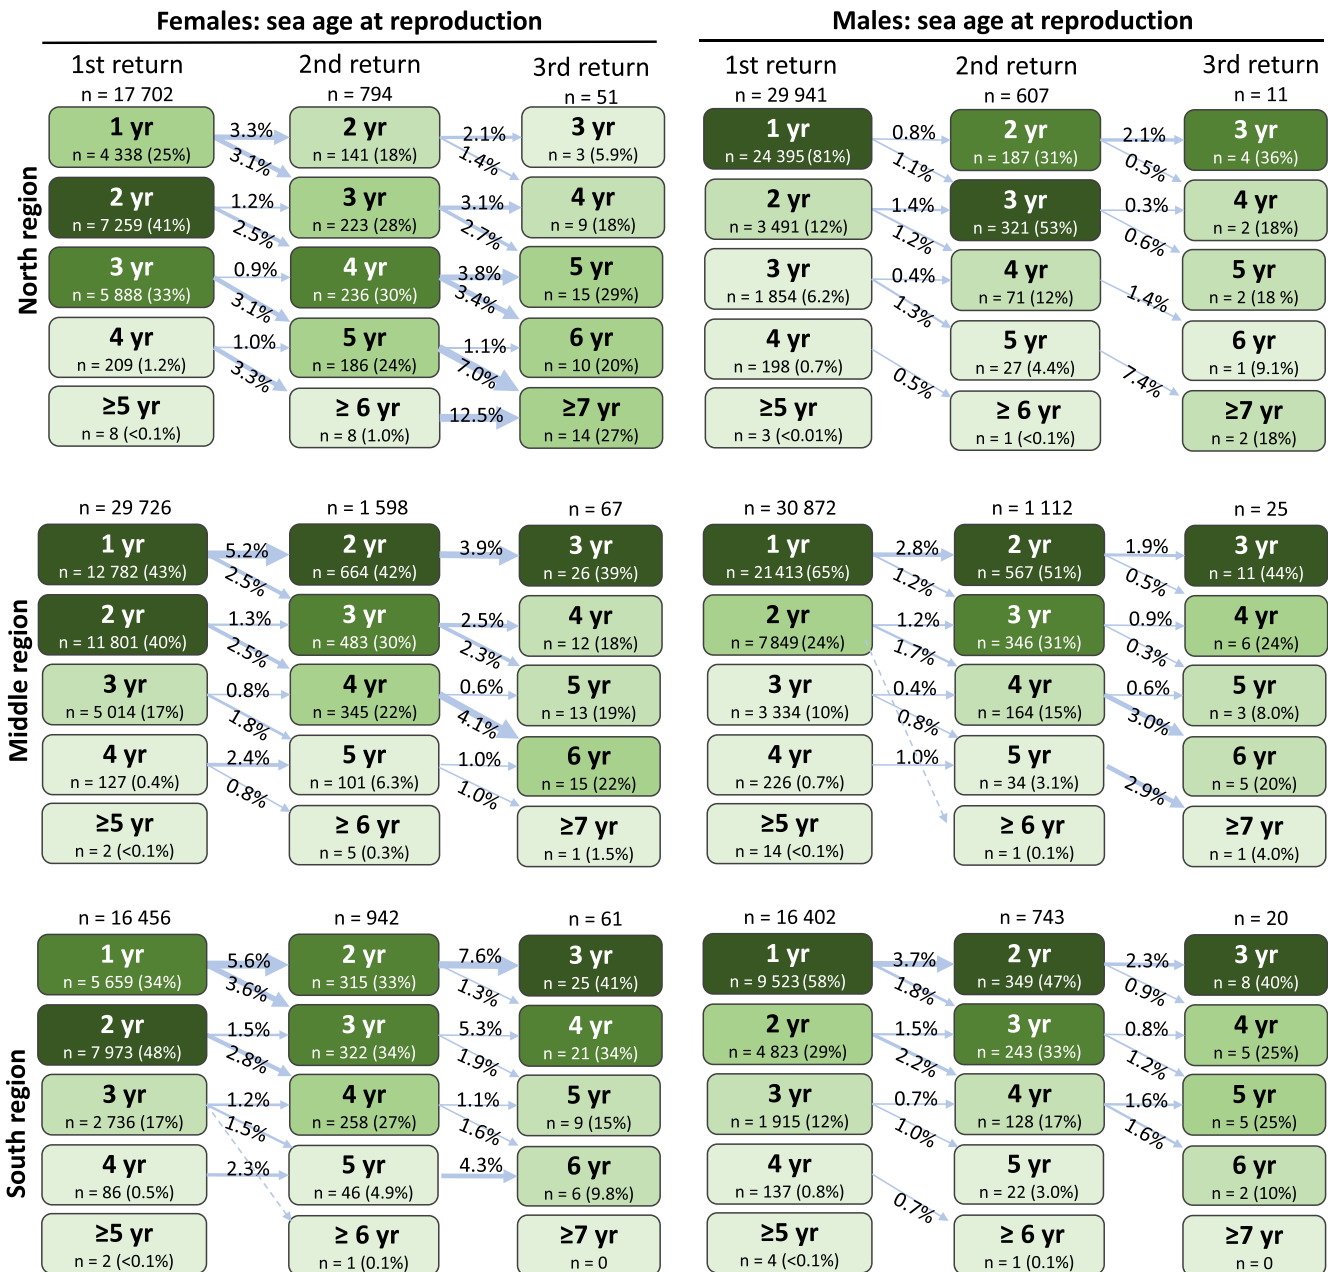 Females: sea age at reproduction
Males: sea age at reproduction
1st return
2nd return
3rd return
1st return
2nd return
3rd return
North region
n = 17 702
n = 794
n = 51
n = 29 941
n = 607
n = 11
1 yr
n = 4 338 (25%)
3.3%
3.1%
2 yr
n = 141 (18%)
2.1%
1.4%
3 yr
n = 3 (5.9%)
1 yr
n = 24 395 (81%)
0.8%
1.1%
2 yr
n = 187 (31%)
2.1%
0.5%
3 yr
n = 4 (36%)
2 yr
n = 7 259 (41%)
1.2%
2.5%
3 yr
n = 223 (28%)
3.1%
2.7%
4 yr
n = 9 (18%)
2 yr
n = 3 491 (12%)
1.4%
1.2%
3 yr
n = 321 (53%)
0.3%
0.6%
4 yr
n = 2 (18%)
3 yr
n = 5 888 (33%)
0.9%
3.1%
4 yr
n = 236 (30%)
3.8%
3.4%
5 yr
n = 15 (29%)
3 yr
n = 1 854 (6.2%)
0.4%
1.3%
4 yr
n = 71 (12%)
1.4%
5 yr
n = 2 (18 %)
4 yr
n = 209 (1.2%)
1.0%
3.3%
5 yr
n = 186 (24%)
1.1%
7.0%
6 yr
n = 10 (20%)
4 yr
n = 198 (0.7%)
0.5%
5 yr
n = 27 (4.4%)
7.4%
6 yr
n = 1 (9.1%)
≥5 yr
n = 8 (<0.1%)
≥ 6 yr
n = 8 (1.0%)
12.5%
≥7 yr
n = 14 (27%)
≥5 yr
n = 3 (<0.01%)
≥ 6 yr
n = 1 (<0.1%)
≥7 yr
n = 2 (18%)
Middle region
n = 29 726
n = 1 598
n = 67
n = 30 872
n = 1 112
n = 25
1 yr
n = 12 782 (43%)
5.2%
2.5%
2 yr
n = 664 (42%)
3.9%
3 yr
n = 26 (39%)
1 yr
n = 21 413 (65%)
2.8%
1.2%
2 yr
n = 567 (51%)
1.9%
0.5%
3 yr
n = 11 (44%)
2 yr
n = 11 801 (40%)
1.3%
2.5%
3 yr
n = 483 (30%)
2.5%
2.3%
4 yr
n = 12 (18%)
2 yr
n = 7 849 (24%)
1.2%
1.7%
3 yr
n = 346 (31%)
0.9%
0.3%
4 yr
n = 6 (24%)
3 yr
n = 5 014 (17%)
0.8%
1.8%
4 yr
n = 345 (22%)
0.6%
4.1%
5 yr
n = 13 (19%)
3 yr
n = 3 334 (10%)
0.4%
0.8%
4 yr
n = 164 (15%)
0.6%
3.0%
5 yr
n = 3 (8.0%)
4 yr
n = 127 (0.4%)
2.4%
0.8%
5 yr
n = 101 (6.3%)
1.0%
1.0%
6 yr
n = 15 (22%)
4 yr
n = 226 (0.7%)
1.0%
5 yr
n = 34 (3.1%)
2.9%
6 yr
n = 5 (20%)
≥5 yr
n = 2 (<0.1%)
≥ 6 yr
n = 5 (0.3%)
≥7 yr
n = 1 (1.5%)
≥5 yr
n = 14 (<0.1%)
≥ 6 yr
n = 1 (0.1%)
≥7 yr
n = 1 (4.0%)
South region
n = 16 456
n = 942
n = 61
n = 16 402
n = 743
n = 20
1 yr
n = 5 659 (34%)
5.6%
3.6%
2 yr
n = 315 (33%)
7.6%
1.3%
3 yr
n = 25 (41%)
1 yr
n = 9 523 (58%)
3.7%
1.8%
2 yr
n = 349 (47%)
2.3%
0.9%
3 yr
n = 8 (40%)
2 yr
n = 7 973 (48%)
1.5%
2.8%
3 yr
n = 322 (34%)
5.3%
1.9%
4 yr
n = 21 (34%)
2 yr
n = 4 823 (29%)
1.5%
2.2%
3 yr
n = 243 (33%)
0.8%
1.2%
4 yr
n = 5 (25%)
3 yr
n = 2 736 (17%)
1.2%
1.5%
4 yr
n = 258 (27%)
1.1%
1.6%
5 yr
n = 9 (15%)
3 yr
n = 1 915 (12%)
0.7%
1.0%
4 yr
n = 128 (17%)
1.6%
1.6%
5 yr
n = 5 (25%)
4 yr
n = 86 (0.5%)
2.3%
5 yr
n = 46 (4.9%)
4.3%
6 yr
n = 6 (9.8%)
4 yr
n = 137 (0.8%)
0.7%
5 yr
n = 22 (3.0%)
6 yr
n = 2 (10%)
≥5 yr
n = 2 (<0.1%)
≥ 6 yr
n = 1 (0.1%)
≥7 yr
n = 0
≥5 yr
n = 4 (<0.1%)
≥ 6 yr
n = 1 (0.1%)
≥7 yr
n = 0